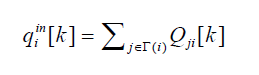 q_i^{in}[k] = ∑_{j∈Γ(i)} Q_{ji}[k]